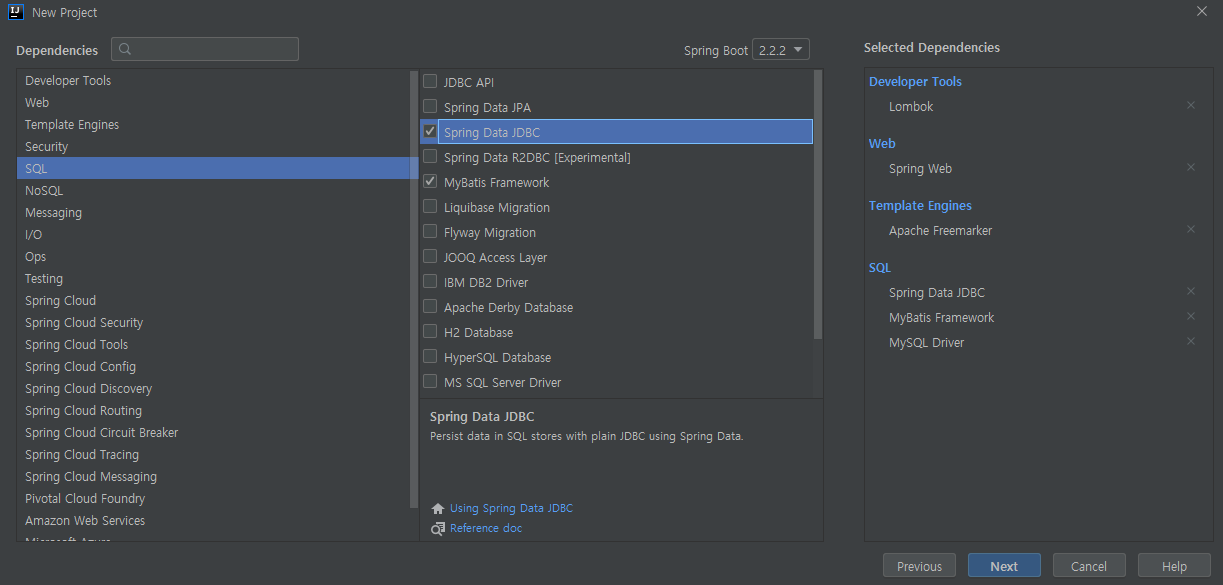 IJ New Project
Dependencies
Spring Boot 2.2.2
Selected Dependencies
Developer Tools
Web
Template Engines
Security
SQL
NoSQL
Messaging
I/O
Ops
Testing
Spring Cloud
Spring Cloud Security
Spring Cloud Tools
Spring Cloud Config
Spring Cloud Discovery
Spring Cloud Routing
Spring Cloud Circuit Breaker
Spring Cloud Tracing
Spring Cloud Messaging
Pivotal Cloud Foundry
Amazon Web Services
Microsoft Azure
JDBC API
Spring Data JPA
Spring Data JDBC
Spring Data R2DBC [Experimental]
MyBatis Framework
Liquibase Migration
Flyway Migration
JOOQ Access Layer
IBM DB2 Driver
Apache Derby Database
H2 Database
HyperSQL Database
MS SQL Server Driver
Spring Data JDBC
Persist data in SQL stores with plain JDBC using Spring Data.
Using Spring Data JDBC
Reference doc
Developer Tools
Lombok
Web
Spring Web
Template Engines
Apache Freemarker
SQL
Spring Data JDBC
MyBatis Framework
MySQL Driver
Previous Next Cancel Help